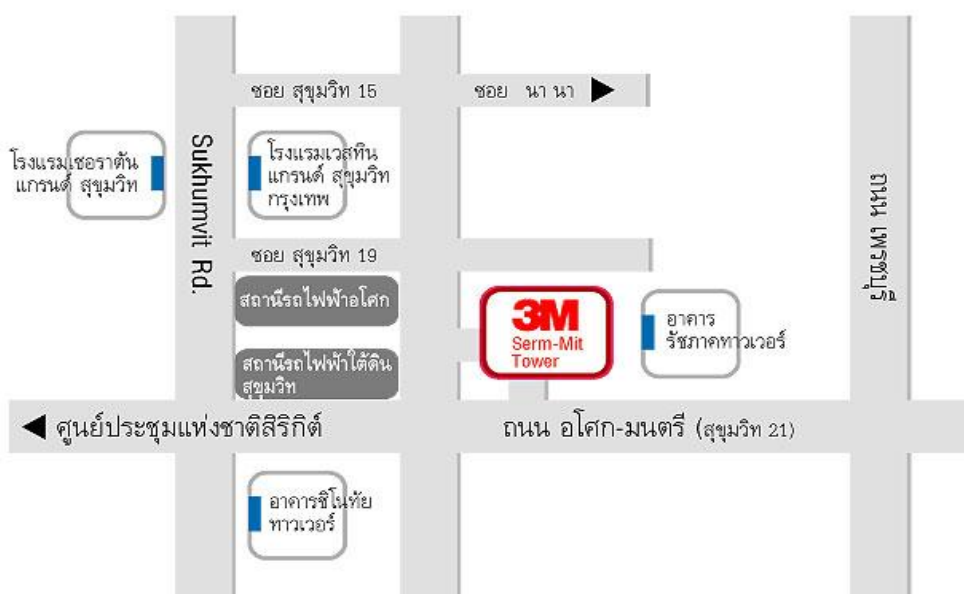 ซอย สุขุมวิท 15
ซอย นา นา
โรงแรมเชอราตัน
แกรนด์ สุขุมวิท
Sukhumvit Rd.
โรงแรมเวสทิน
แกรนด์ สุขุมวิท
กรุงเทพ
ถนน เพรชบุรี
ซอย สุขุมวิท 19
สถานีรถไฟฟ้าอโศก
3M
Serm-Mit
Tower
อาคาร
รัชภาคทาวเวอร์
สถานีรถไฟฟ้าใต้ดิน
สุขุมวิท
ศูนย์ประชุมแห่งชาติสิริกิต์
ถนน อโศก-มนตรี (สุขุมวิท 21)
อาคารชิโนทัย
ทาวเวอร์